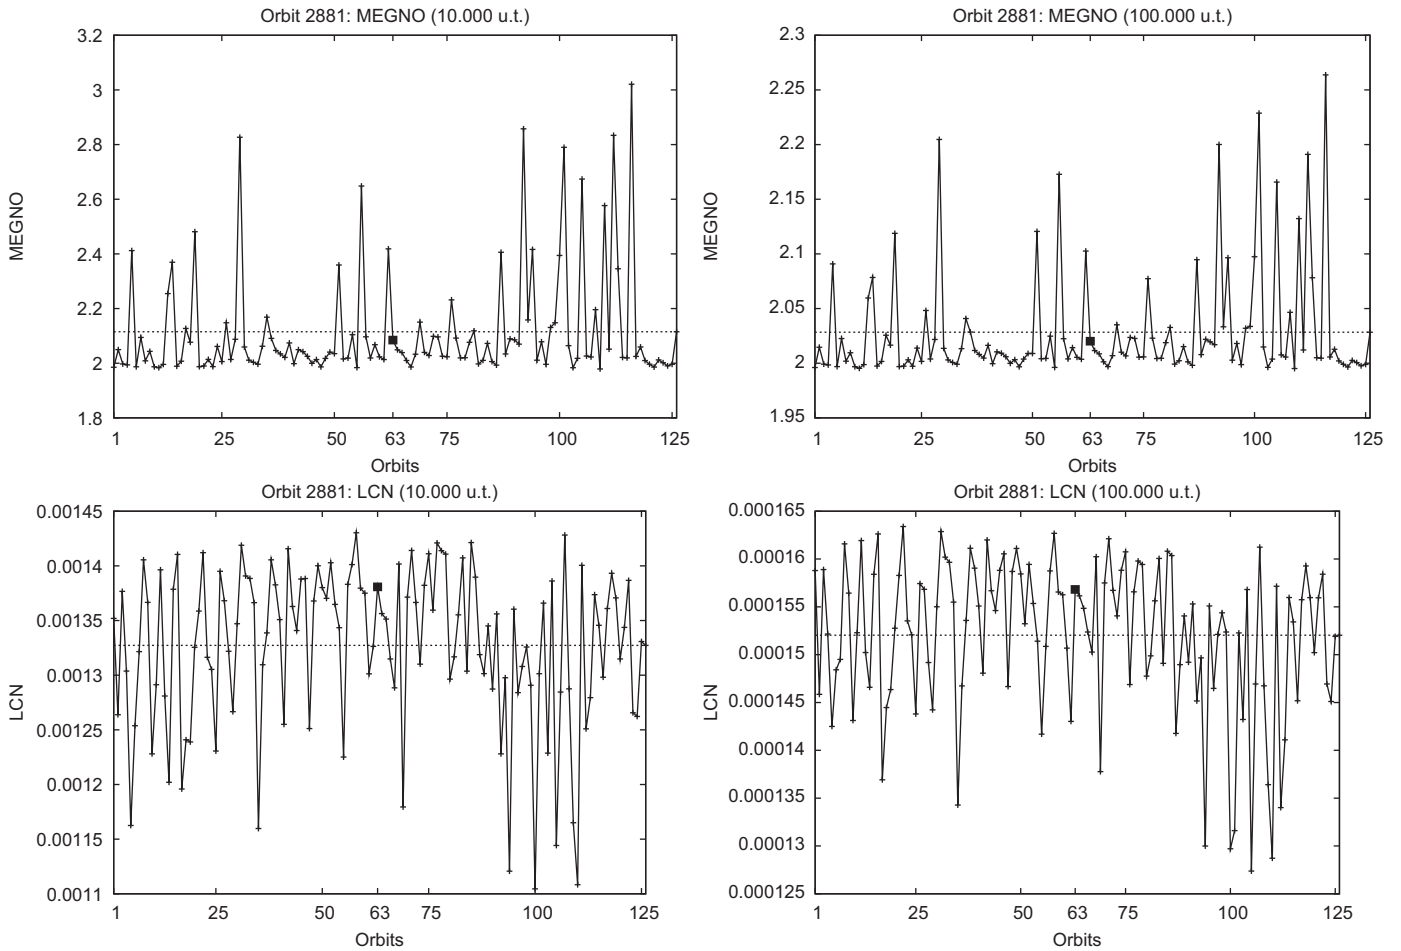 Orbit 2881: MEGNO (10.000 u.t.)
3.2
3
2.8
2.6
2.4
2.2
2
1.8
MEGNO
1 25 50 63 75 100 125
Orbits
Orbit 2881: MEGNO (100.000 u.t.)
2.3
2.25
2.2
2.15
2.1
2.05
2
1.95
MEGNO
1 25 50 63 75 100 125
Orbits
Orbit 2881: LCN (10.000 u.t.)
0.00145
0.0014
0.00135
0.0013
0.00125
0.0012
0.00115
0.0011
LCN
1 25 50 63 75 100 125
Orbits
Orbit 2881: LCN (100.000 u.t.)
0.000165
0.00016
0.000155
0.00015
0.000145
0.00014
0.000135
0.00013
0.000125
LCN
1 25 50 63 75 100 125
Orbits